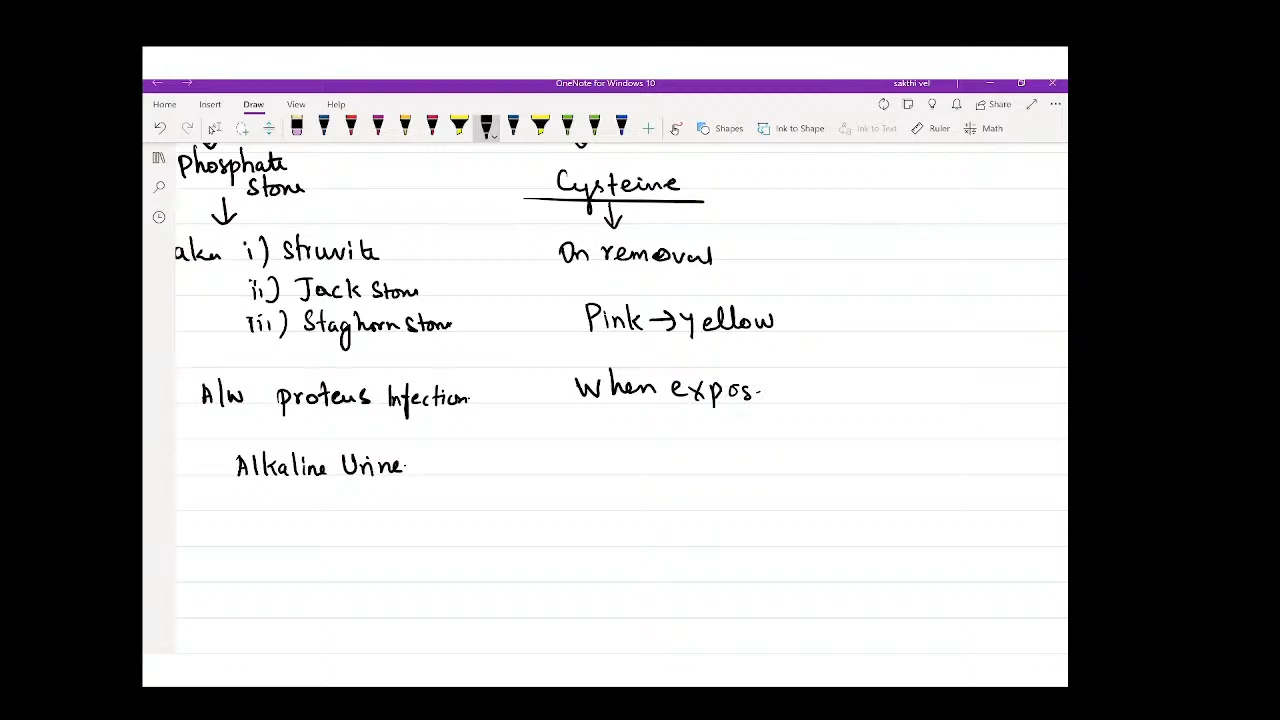 OneNote for Windows 10
sakthi vel
Home Insert Draw View Help
Share
Shapes
Ink to Shape
Ink to Text
Ruler
Math
Phosphate
Stone
aka i) Struvite
ii) Jack Stone
iii) Staghorn Stone
A/W proteus Infection.
Alkaline Urine.
Cysteine
On removal
Pink → yellow
When expos.